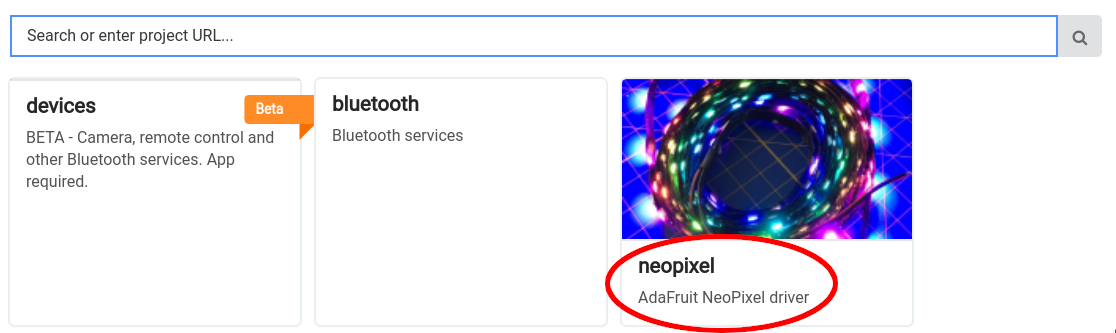 Search or enter project URL...
devices
Beta
BETA - Camera, remote control and
other Bluetooth services. App
required.
bluetooth
Bluetooth services
neopixel
AdaFruit NeoPixel driver